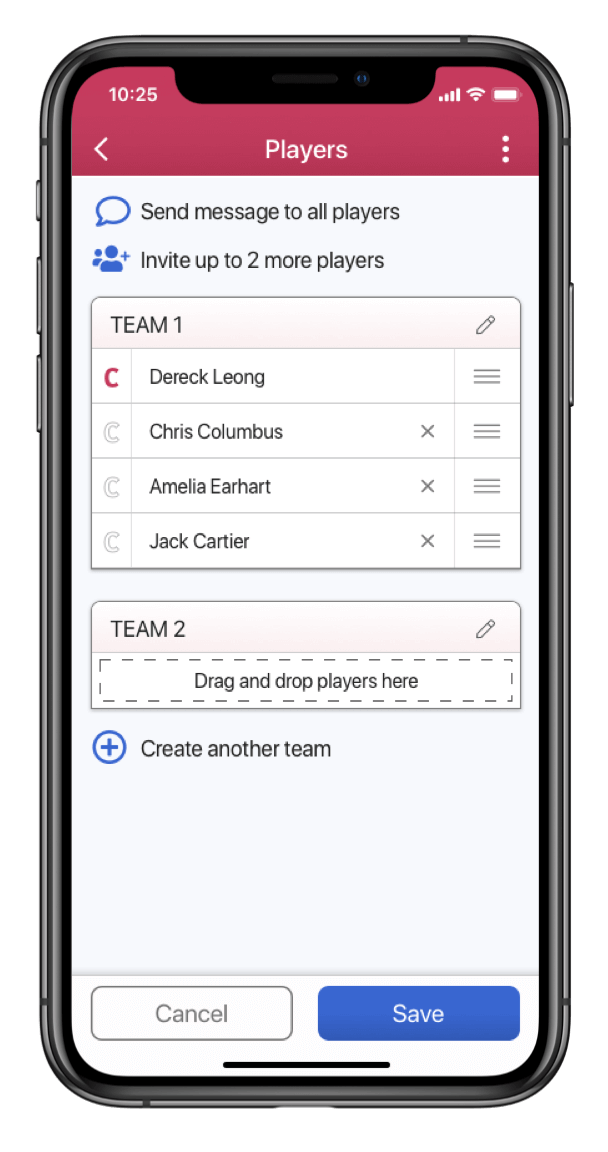 10:25
Players
Send message to all players
Invite up to 2 more players
TEAM 1
C Dereck Leong
C Chris Columbus
C Amelia Earhart
C Jack Cartier
TEAM 2
Drag and drop players here
Create another team
Cancel Save